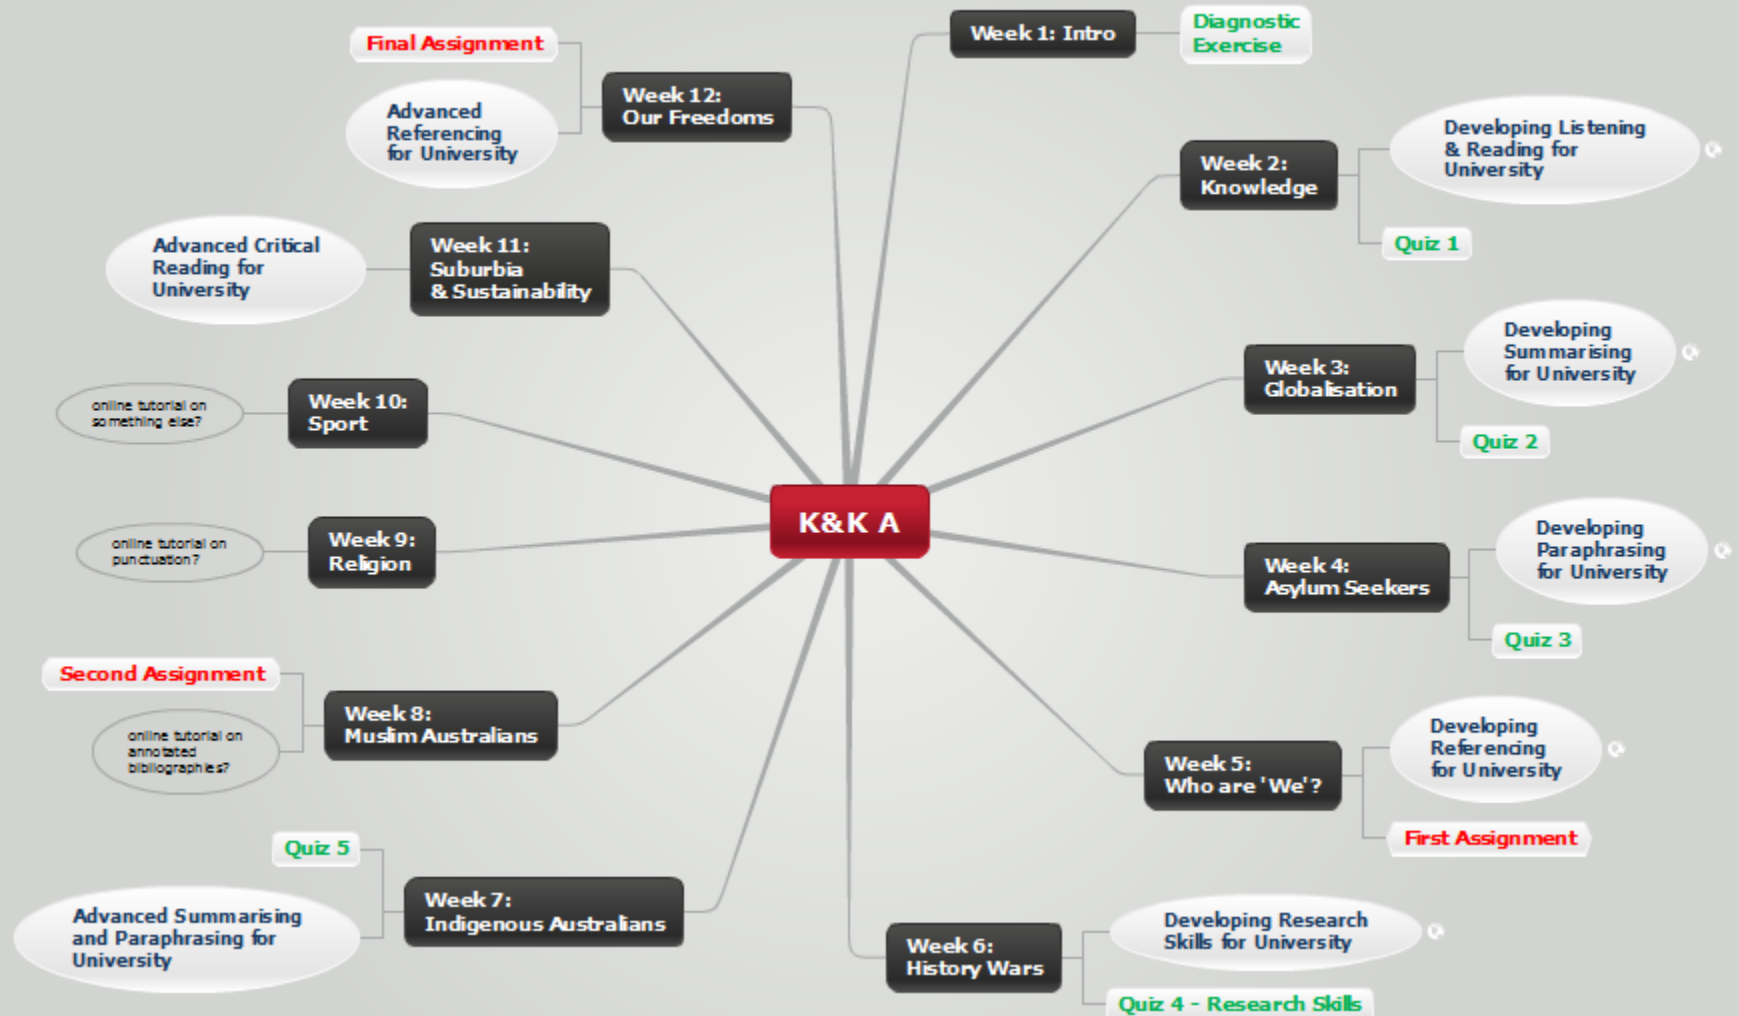 K&K A
Week 1: Intro
Diagnostic
Exercise
Week 2:
Knowledge
Developing Listening
& Reading for
University
Quiz 1
Week 3:
Globalisation
Developing
Summarising
for University
Quiz 2
Week 4:
Asylum Seekers
Developing
Paraphrasing
for University
Quiz 3
Week 5:
Who are 'We'?
Developing
Referencing
for University
First Assignment
Week 6:
History Wars
Developing Research
Skills for University
Quiz 4 - Research Skills
Week 7:
Indigenous Australians
Quiz 5
Advanced Summarising
and Paraphrasing for
University
Week 8:
Muslim Australians
Second Assignment
online tutorial on
annotated
bibliographies?
Week 9:
Religion
online tutorial on
punctuation?
Week 10:
Sport
online tutorial on
something else?
Week 11:
Suburbia
& Sustainability
Advanced Critical
Reading for
University
Week 12:
Our Freedoms
Final Assignment
Advanced
Referencing
for University